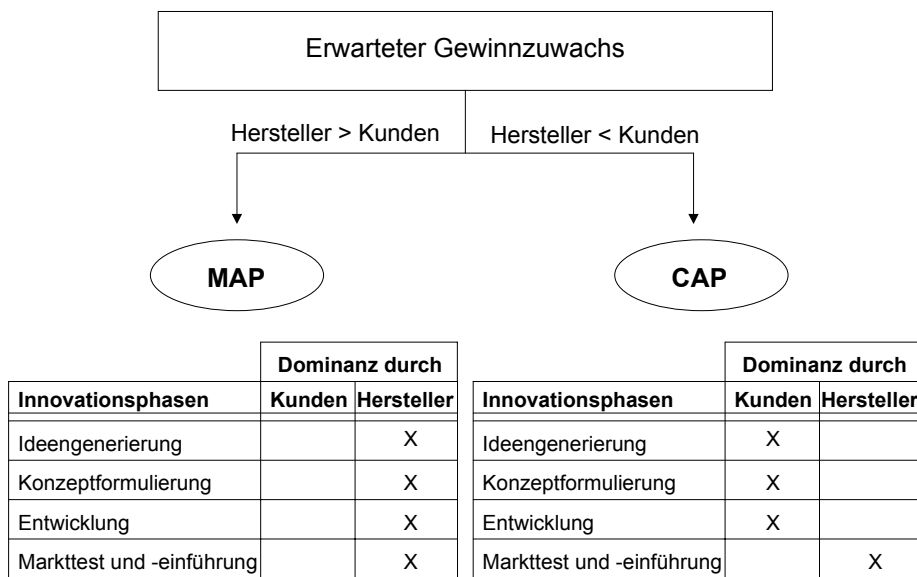 Erwarteter Gewinnzuwachs
Hersteller > Kunden
Hersteller < Kunden
MAP
CAP
Dominanz durch
Innovationsphasen Kunden Hersteller
Ideengenerierung X
Konzeptformulierung X
Entwicklung X
Markttest und -einführung X
Dominanz durch
Innovationsphasen Kunden Hersteller
Ideengenerierung X
Konzeptformulierung X
Entwicklung X
Markttest und -einführung X